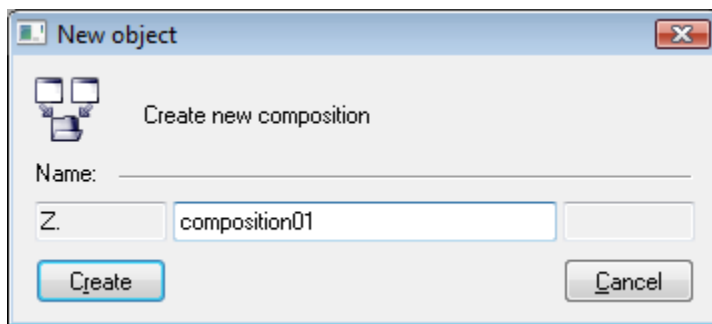 New object
Create new composition
Name:
Z. composition01
Create Cancel